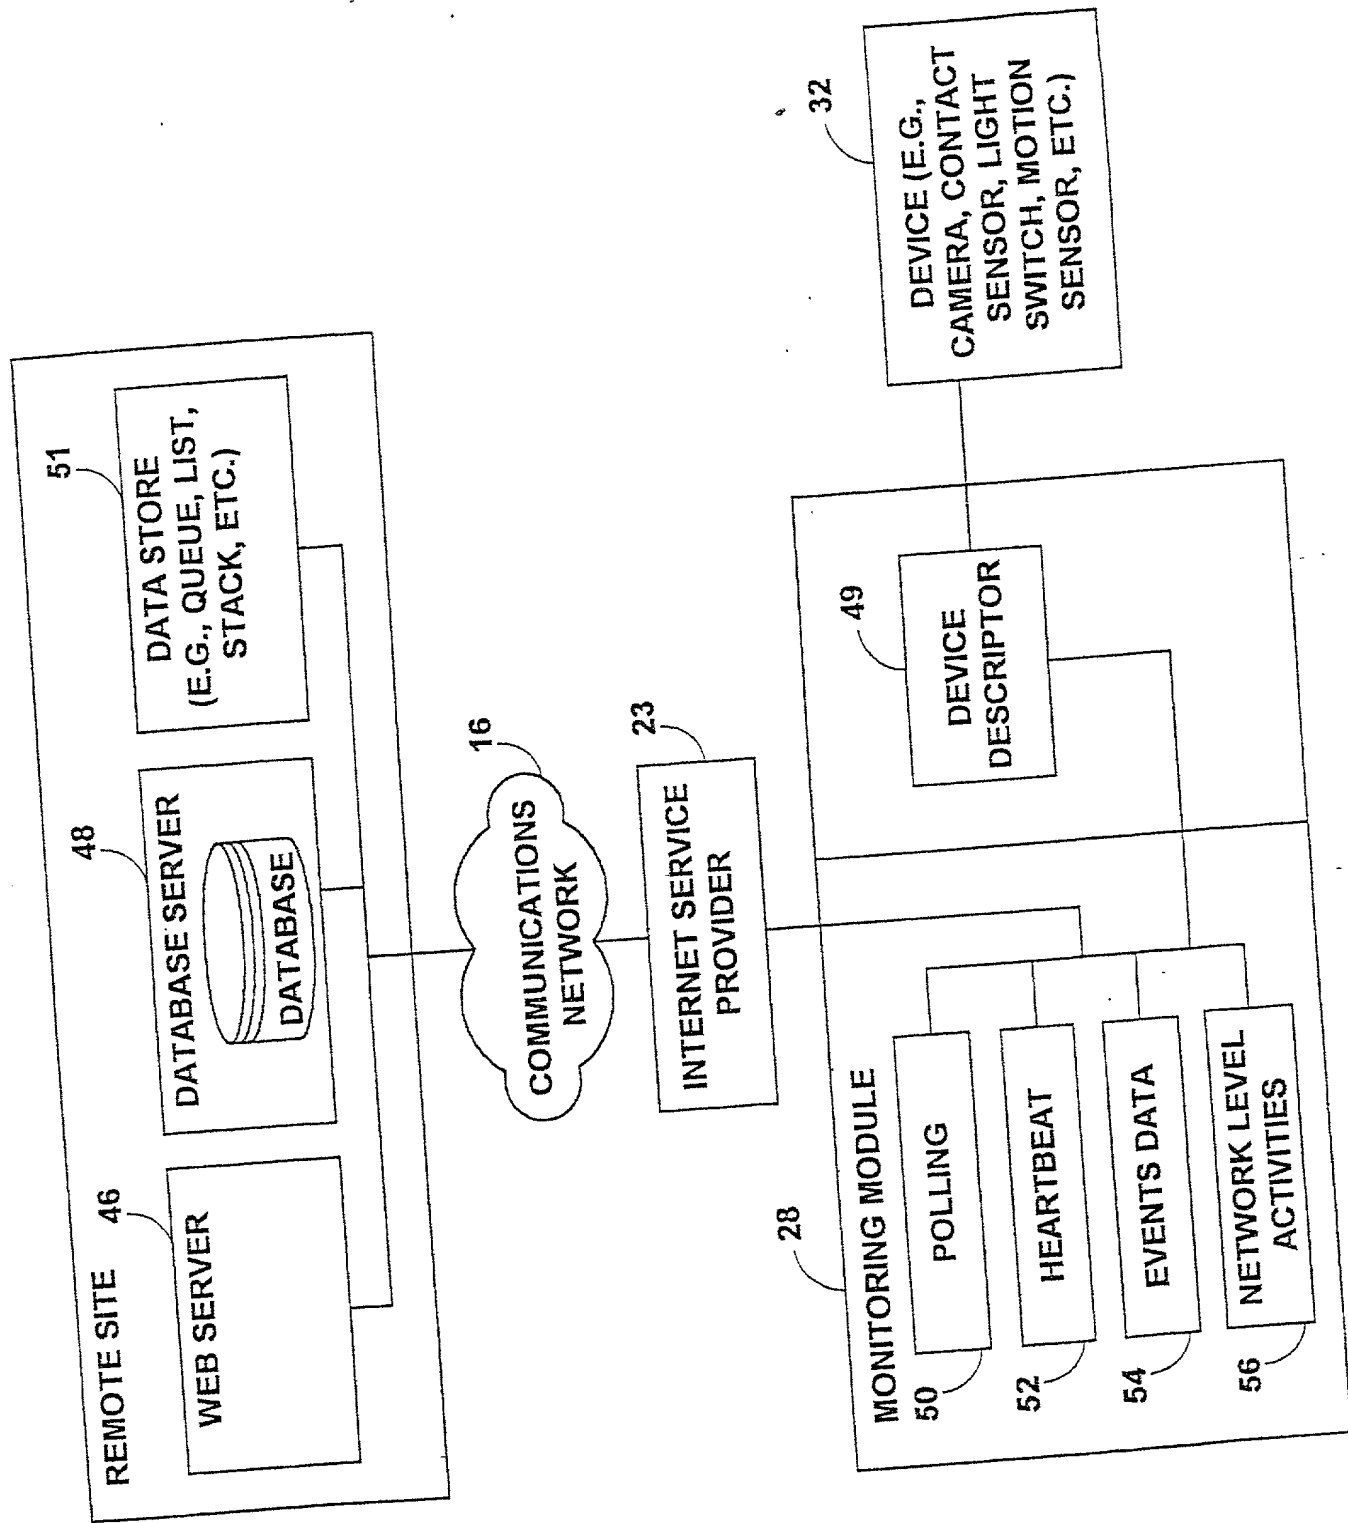 REMOTE SITE
46
WEB SERVER
48
DATABASE SERVER
DATABASE
51
DATA STORE
(E.G., QUEUE, LIST,
STACK, ETC.)
16
COMMUNICATIONS
NETWORK
23
INTERNET SERVICE
PROVIDER
28
MONITORING MODULE
50
POLLING
52
HEARTBEAT
54
EVENTS DATA
56
NETWORK LEVEL
ACTIVITIES
49
DEVICE
DESCRIPTOR
32
DEVICE (E.G.,
CAMERA, CONTACT
SENSOR, LIGHT
SWITCH, MOTION
SENSOR, ETC.)